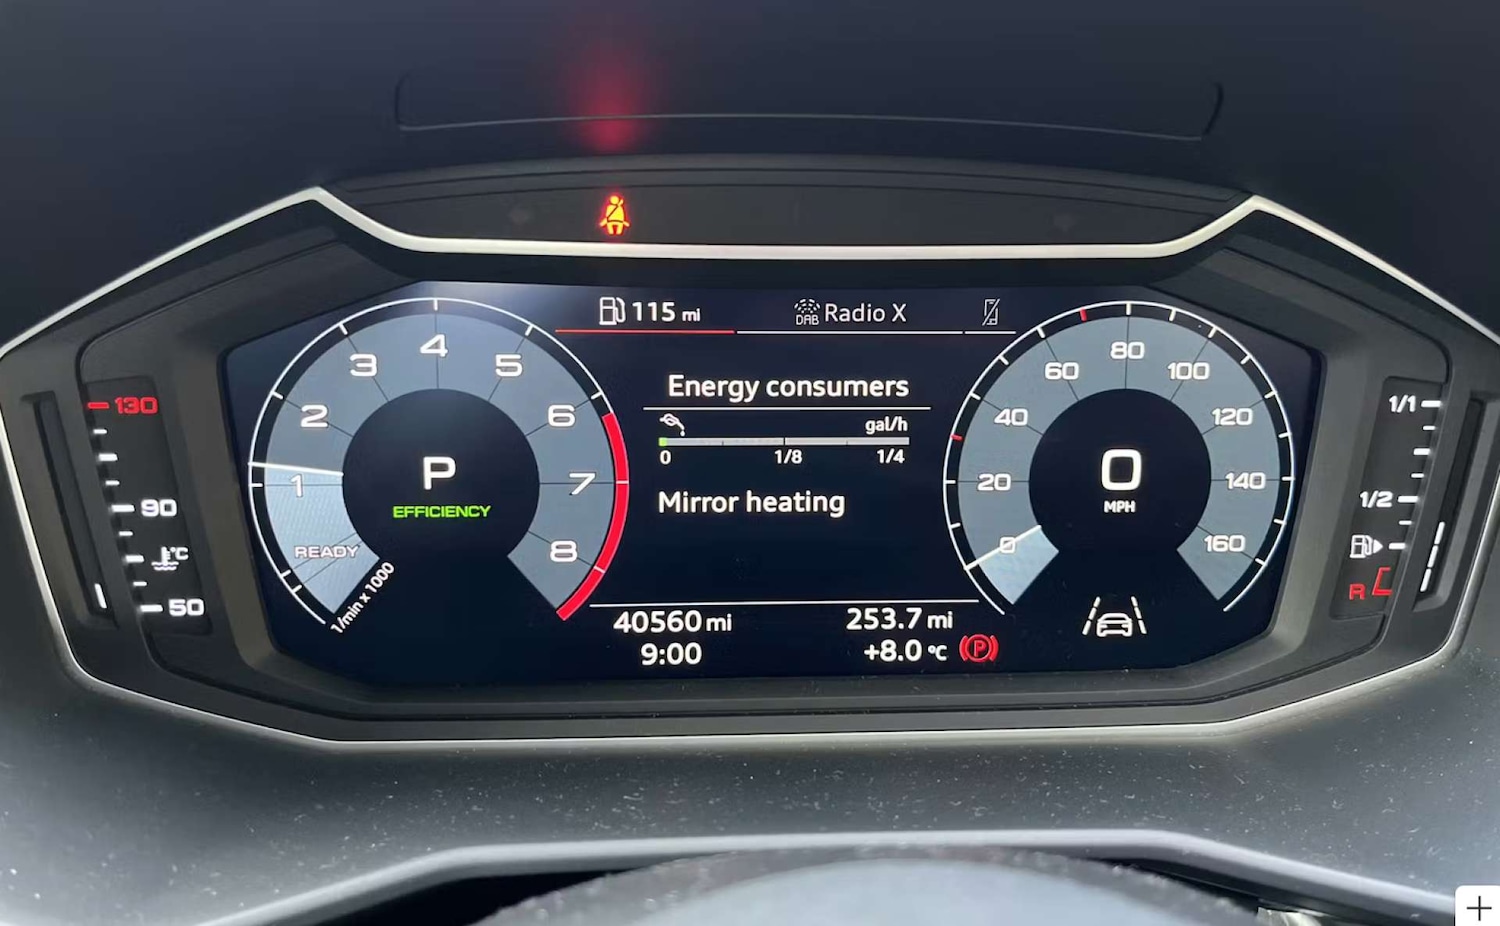 115 mi
DAB Radio X
Energy consumers
gal/h
0 1/8 1/4
Mirror heating
40560 mi
253.7 mi
9:00
+8.0 °C
P
130
90
°C
50
1 2 3 4 5 6 7 8
P
EFFICIENCY
READY
1/min x 1000
0 20 40 60 80 100 120 140 160
0
MPH
1/1
1/2
R